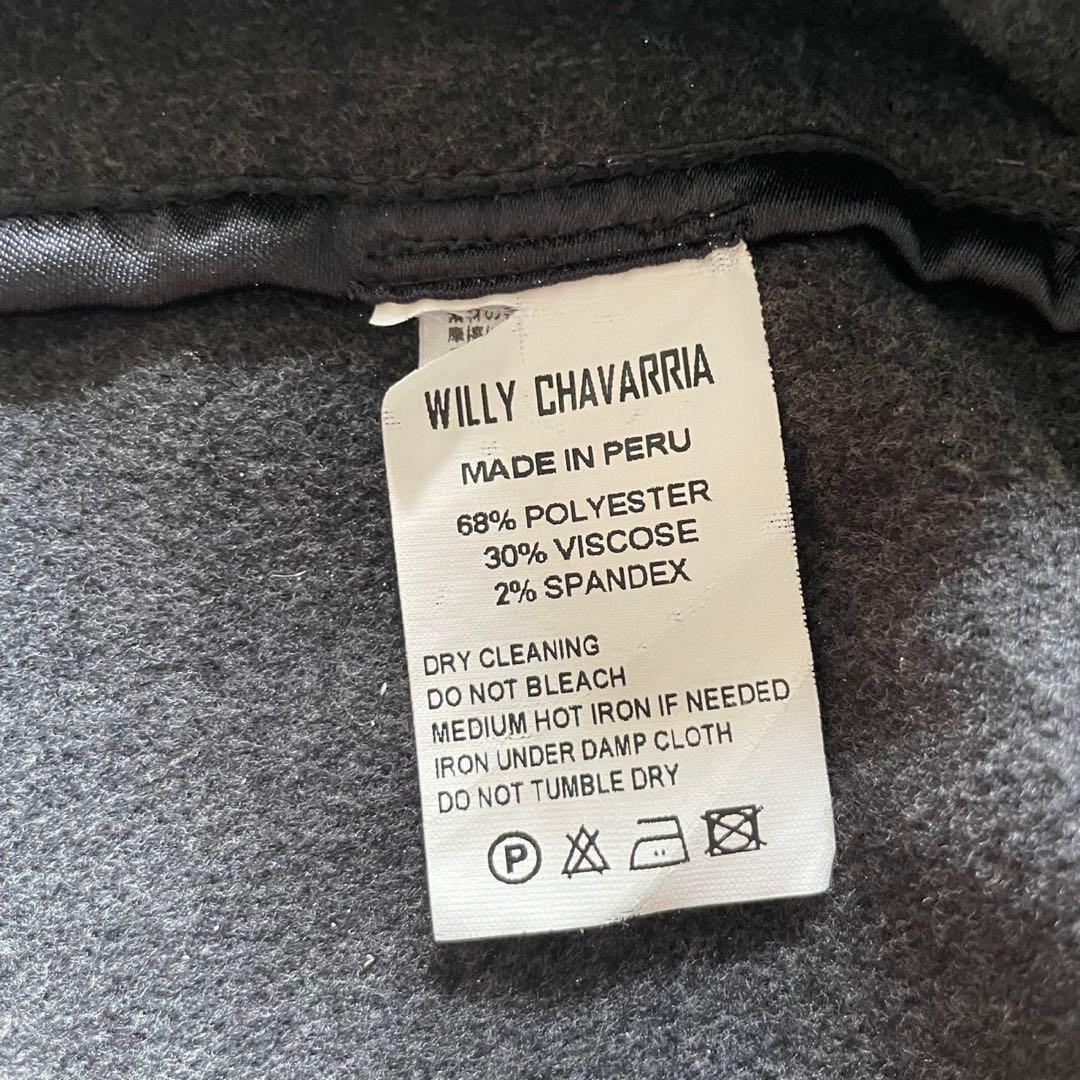 WILLY CHAVARRIA
MADE IN PERU
68% POLYESTER
30% VISCOSE
2% SPANDEX
DRY CLEANING
DO NOT BLEACH
MEDIUM HOT IRON IF NEEDED
IRON UNDER DAMP CLOTH
DO NOT TUMBLE DRY
P